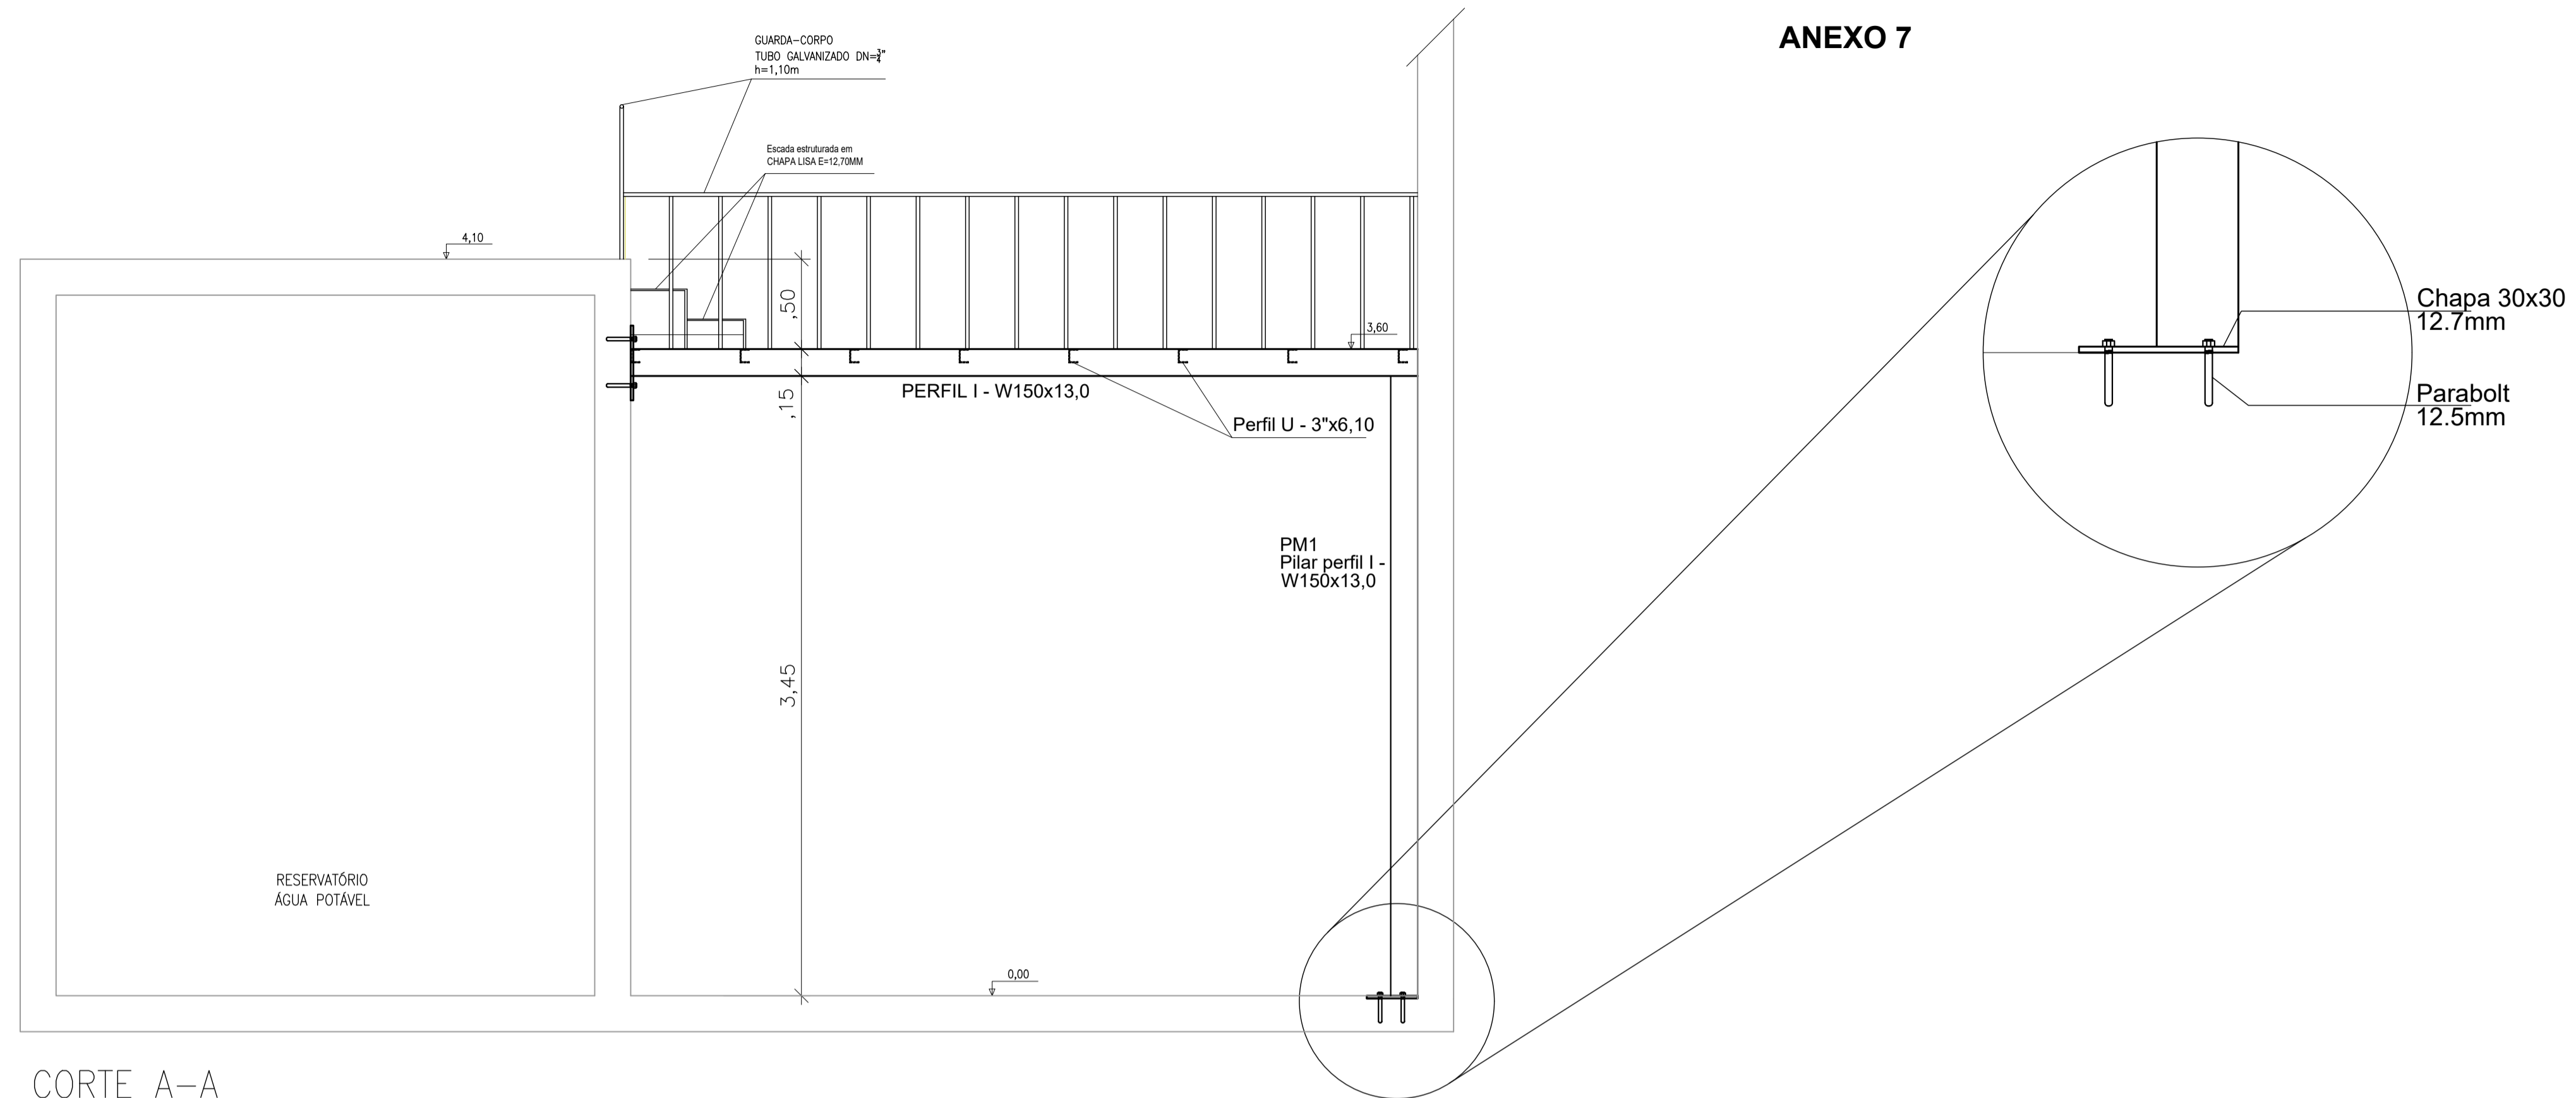 ANEXO 7
GUARDA-CORPO
TUBO GALVANIZADO DN=3/4"
h=1,10m
Escada estruturada em
CHAPA LISA E=12,70MM
4,10
,50
3,60
Chapa 30x30
12.7mm
PERFIL I - W150x13,0
,15
Perfil U - 3"x6,10
Parabolt
12.5mm
PM1
Pilar perfil I -
W150x13,0
3,45
RESERVATÓRIO
ÁGUA POTÁVEL
0,00
CORTE A-A